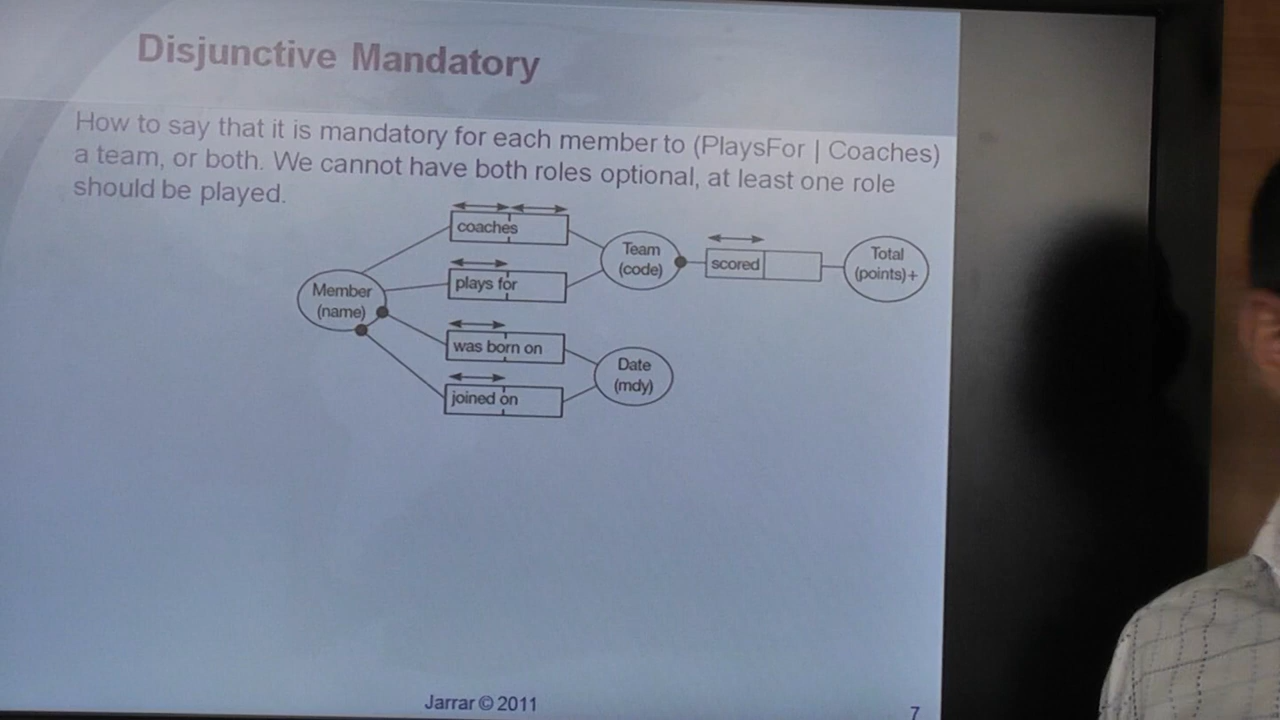 Disjunctive Mandatory
How to say that it is mandatory for each member to (PlaysFor | Coaches)
a team, or both. We cannot have both roles optional, at least one role
should be played.
coaches
plays for
was born on
joined on
Member
(name)
Team
(code)
scored
Total
(points)+
Date
(mdy)
Jarrar © 2011
7